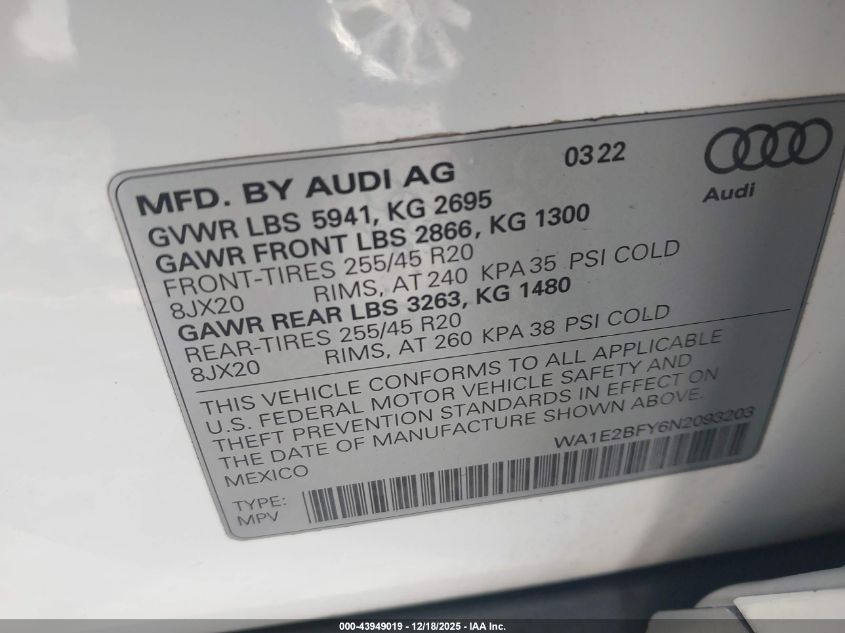 MFD. BY AUDI AG 0322
Audi
GVWR LBS 5941, KG 2695
GAWR FRONT LBS 2866, KG 1300
FRONT-TIRES 255/45 R20
8JX20 RIMS, AT 240 KPA 35 PSI COLD
GAWR REAR LBS 3263, KG 1480
REAR-TIRES 255/45 R20
8JX20 RIMS, AT 260 KPA 38 PSI COLD
THIS VEHICLE CONFORMS TO ALL APPLICABLE
U.S. FEDERAL MOTOR VEHICLE SAFETY AND
THEFT PREVENTION STANDARDS IN EFFECT ON
THE DATE OF MANUFACTURE SHOWN ABOVE.
MEXICO WA1E2BFY6N2093203
TYPE:
MPV
000-43949019 - 12/18/2025 - IAA Inc.